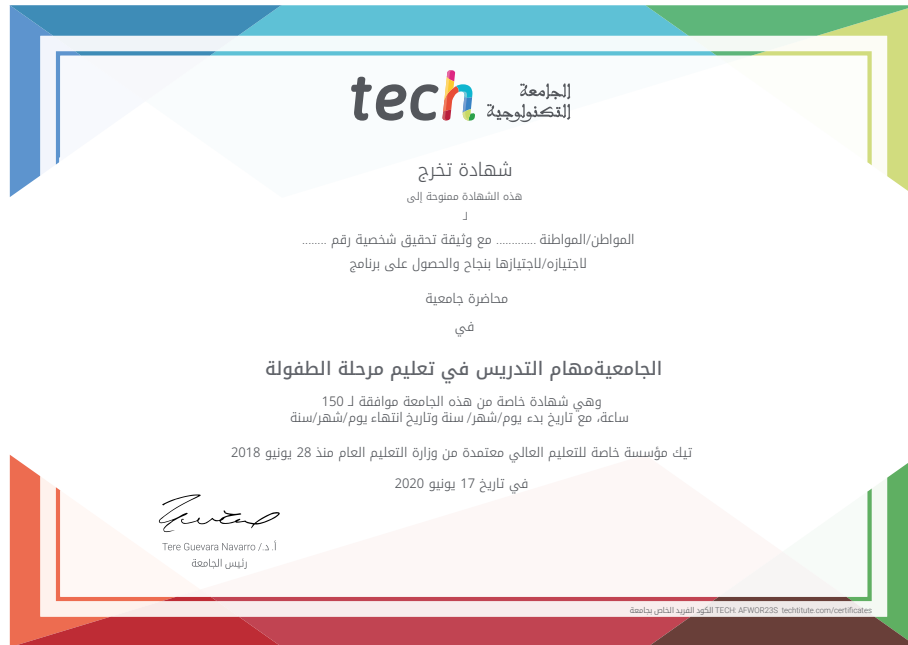 tech الجامعة
التكنولوجية
شهادة تخرج
هذه الشهادة ممنوحة إلى
لـ
المواطن/المواطنة ............ مع وثيقة تحقيق شخصية رقم ........
لاجتيازه/لاجتيازها بنجاح والحصول على برنامج
محاضرة جامعية
في
الجامعيةمهام التدريس في تعليم مرحلة الطفولة
وهي شهادة خاصة من هذه الجامعة موافقة لـ 150
ساعة، مع تاريخ بدء يوم/شهر/ سنة وتاريخ انتهاء يوم/شهر/سنة
تيك مؤسسة خاصة للتعليم العالي معتمدة من وزارة التعليم العام منذ 28 يونيو 2018
في تاريخ 17 يونيو 2020
أ. د./ Tere Guevara Navarro
رئيس الجامعة
الكود الفريد الخاص بجامعة TECH: AFWOR23S techtitute.com/certificates